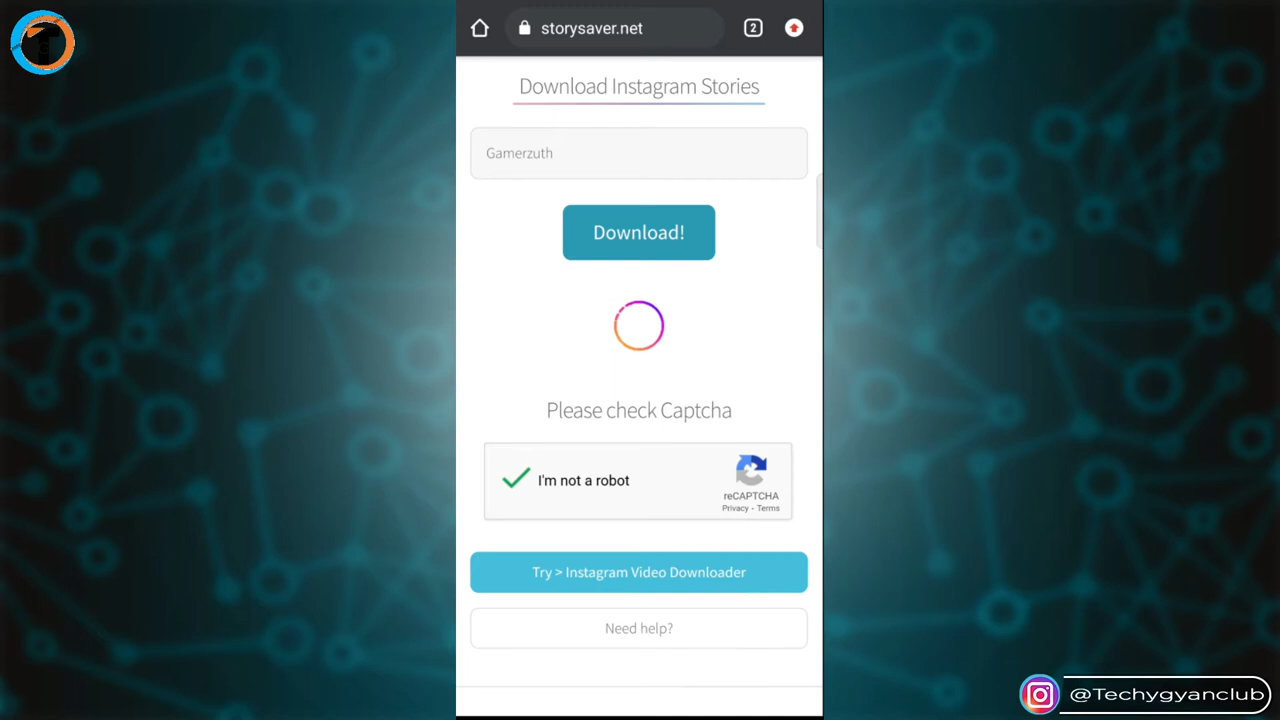 storysaver.net
2
Download Instagram Stories
Gamerzuth
Download!
Please check Captcha
I'm not a robot
reCAPTCHA
Privacy - Terms
Try > Instagram Video Downloader
Need help?
@Techygyanclub